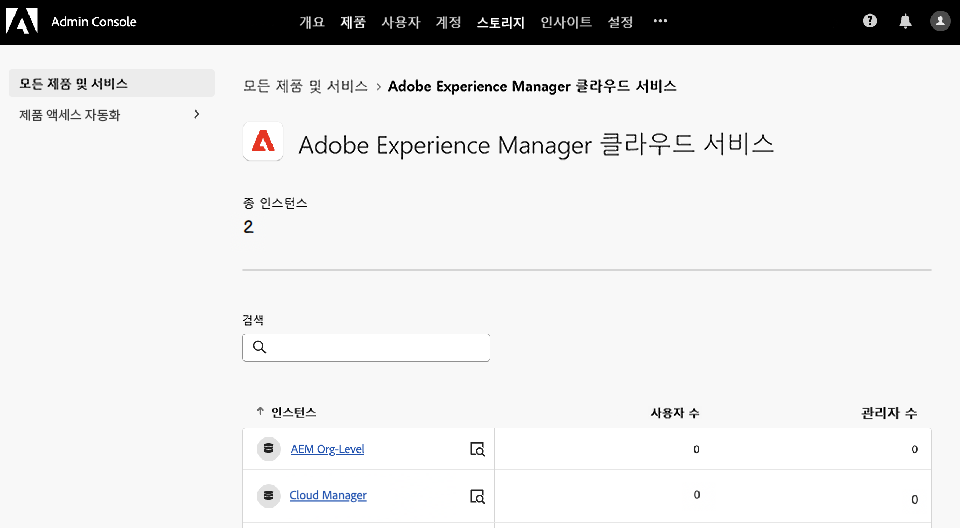 Admin Console 개요 제품 사용자 계정 스토리지 인사이트 설정 •••
모든 제품 및 서비스
제품 액세스 자동화
모든 제품 및 서비스 > Adobe Experience Manager 클라우드 서비스
Adobe Experience Manager 클라우드 서비스
종 인스턴스
2
검색
↑ 인스턴스 사용자 수 관리자 수
AEM Org-Level 0 0
Cloud Manager 0 0